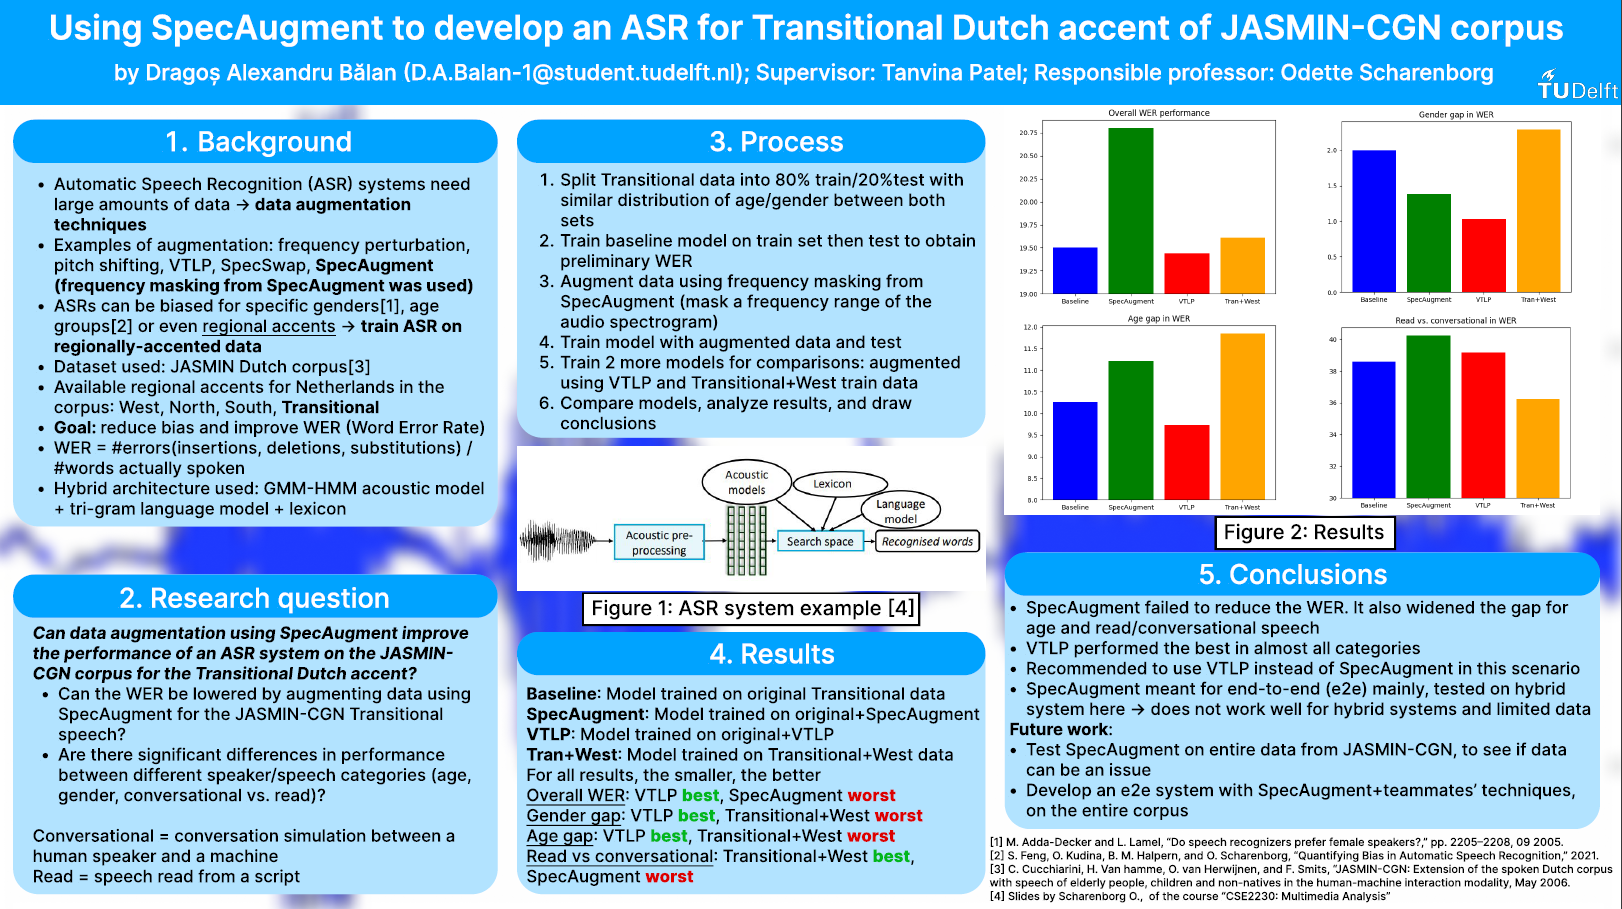 Using SpecAugment to develop an ASR for Transitional Dutch accent of JASMIN-CGN corpus
by Dragoș Alexandru Bălan (D.A.Balan-1@student.tudelft.nl); Supervisor: Tanvina Patel; Responsible professor: Odette Scharenborg
TUDelft
1. Background
• Automatic Speech Recognition (ASR) systems need
large amounts of data → data augmentation
techniques
• Examples of augmentation: frequency perturbation,
pitch shifting, VTLP, SpecSwap, SpecAugment
(frequency masking from SpecAugment was used)
• ASRs can be biased for specific genders[1], age
groups[2] or even regional accents → train ASR on
regionally-accented data
• Dataset used: JASMIN Dutch corpus[3]
• Available regional accents for Netherlands in the
corpus: West, North, South, Transitional
• Goal: reduce bias and improve WER (Word Error Rate)
• WER = #errors(insertions, deletions, substitutions) /
#words actually spoken
• Hybrid architecture used: GMM-HMM acoustic model
+ tri-gram language model + lexicon
2. Research question
Can data augmentation using SpecAugment improve
the performance of an ASR system on the JASMIN-
CGN corpus for the Transitional Dutch accent?
• Can the WER be lowered by augmenting data using
SpecAugment for the JASMIN-CGN Transitional
speech?
• Are there significant differences in performance
between different speaker/speech categories (age,
gender, conversational vs. read)?
Conversational = conversation simulation between a
human speaker and a machine
Read = speech read from a script
3. Process
1. Split Transitional data into 80% train/20%test with
similar distribution of age/gender between both
sets
2. Train baseline model on train set then test to obtain
preliminary WER
3. Augment data using frequency masking from
SpecAugment (mask a frequency range of the
audio spectrogram)
4. Train model with augmented data and test
5. Train 2 more models for comparisons: augmented
using VTLP and Transitional+West train data
6. Compare models, analyze results, and draw
conclusions
Acoustic
models
Lexicon
Language
model
Acoustic pre-
processing
Search space
Recognised words
Figure 1: ASR system example [4]
4. Results
Baseline: Model trained on original Transitional data
SpecAugment: Model trained on original+SpecAugment
VTLP: Model trained on original+VTLP
Tran+West: Model trained on Transitional+West data
For all results, the smaller, the better
Overall WER: VTLP best, SpecAugment worst
Gender gap: VTLP best, Transitional+West worst
Age gap: VTLP best, Transitional+West worst
Read vs conversational: Transitional+West best,
SpecAugment worst
Overall WER performance
20.75
20.50
20.25
20.00
19.75
19.50
19.25
19.00
Baseline SpecAugment VTLP Tran+West
Gender gap in WER
2.0
1.5
1.0
0.5
0.0
Baseline SpecAugment VTLP Tran+West
Age gap in WER
12.0
11.5
11.0
10.5
10.0
9.5
9.0
8.5
8.0
Baseline SpecAugment VTLP Tran+West
Read vs. conversational in WER
40
38
36
34
32
30
Baseline SpecAugment VTLP Tran+West
Figure 2: Results
5. Conclusions
• SpecAugment failed to reduce the WER. It also widened the gap for
age and read/conversational speech
• VTLP performed the best in almost all categories
• Recommended to use VTLP instead of SpecAugment in this scenario
• SpecAugment meant for end-to-end (e2e) mainly, tested on hybrid
system here → does not work well for hybrid systems and limited data
Future work:
• Test SpecAugment on entire data from JASMIN-CGN, to see if data
can be an issue
• Develop an e2e system with SpecAugment+teammates’ techniques,
on the entire corpus
[1] M. Adda-Decker and L. Lamel, “Do speech recognizers prefer female speakers?,” pp. 2205–2208, 09 2005.
[2] S. Feng, O. Kudina, B. M. Halpern, and O. Scharenborg, “Quantifying Bias in Automatic Speech Recognition,” 2021.
[3] C. Cucchiarini, H. Van hamme, O. van Herwijnen, and F. Smits, “JASMIN-CGN: Extension of the spoken Dutch corpus
with speech of elderly people, children and non-natives in the human-machine interaction modality, May 2006.
[4] Slides by Scharenborg O., of the course “CSE2230: Multimedia Analysis”